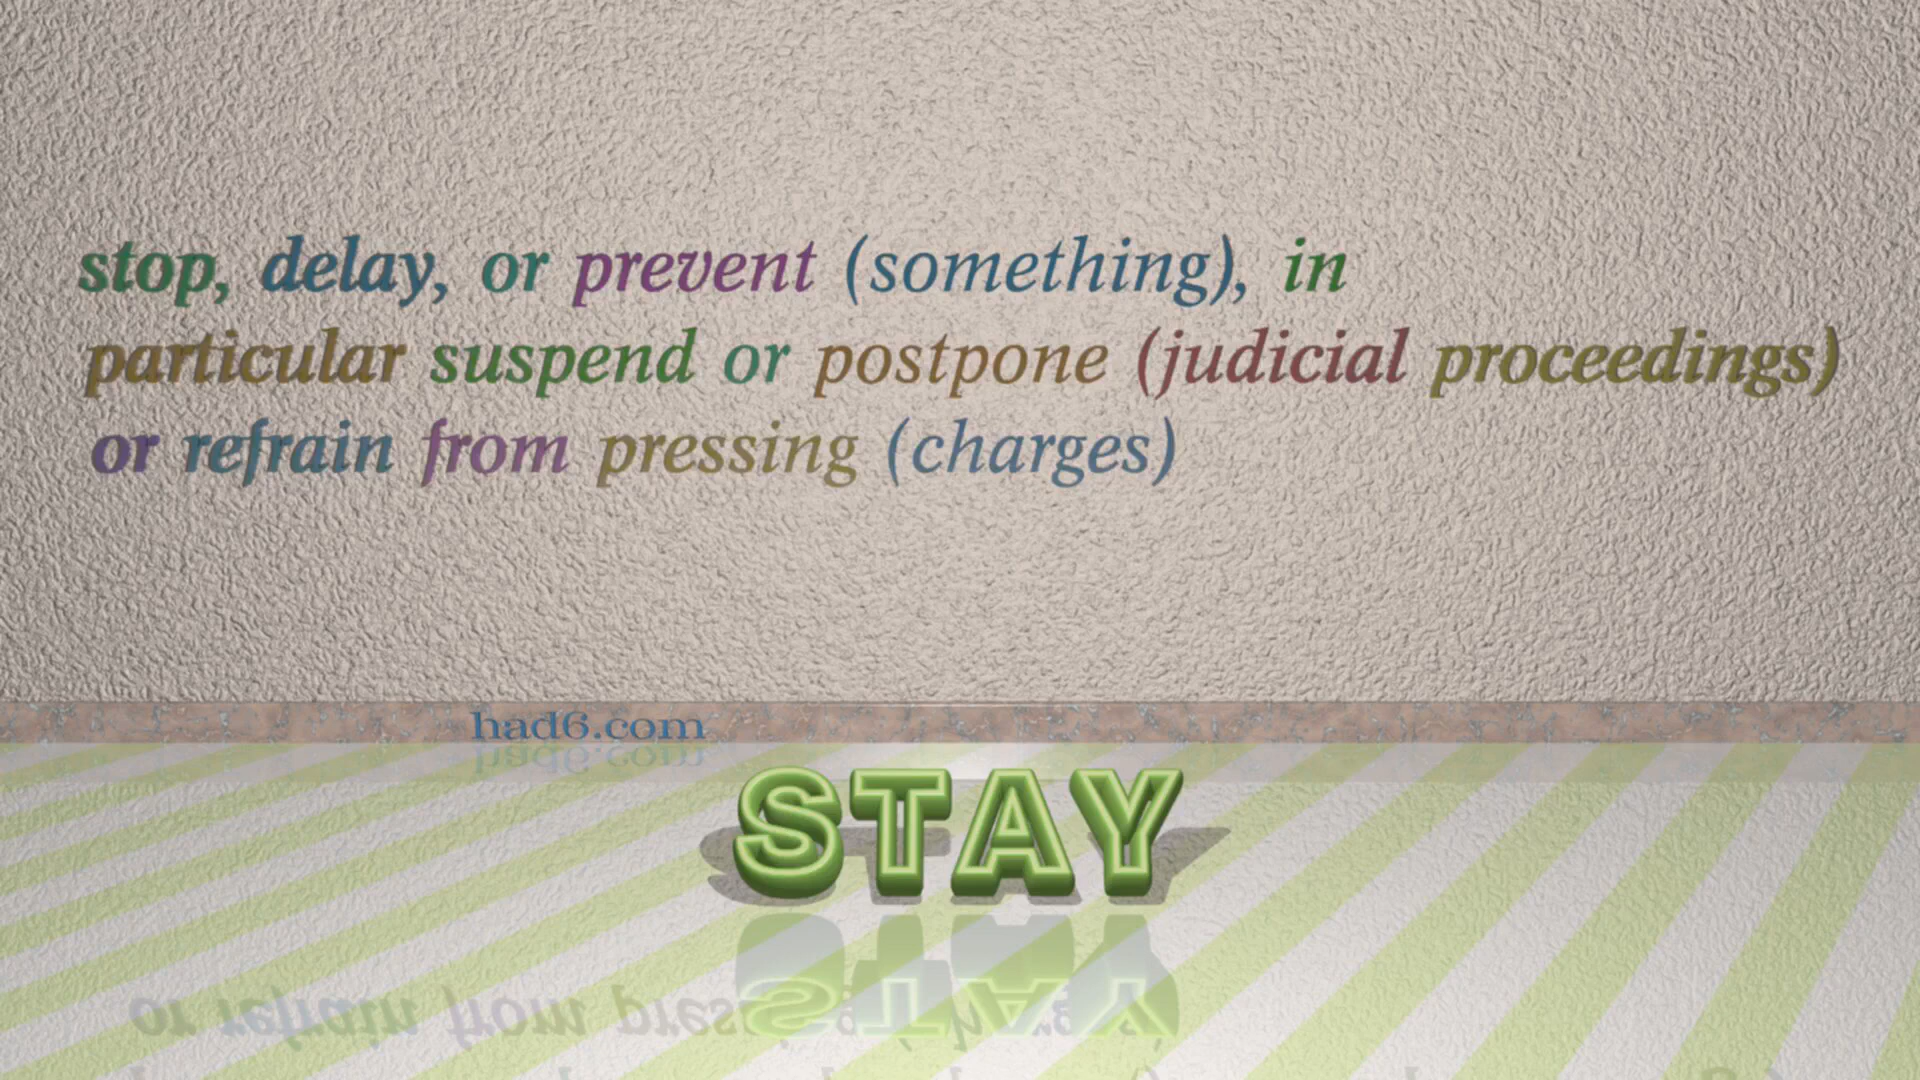 stop, delay, or prevent (something), in
particular suspend or postpone (judicial proceedings)
or refrain from pressing (charges)
had6.com
STAY